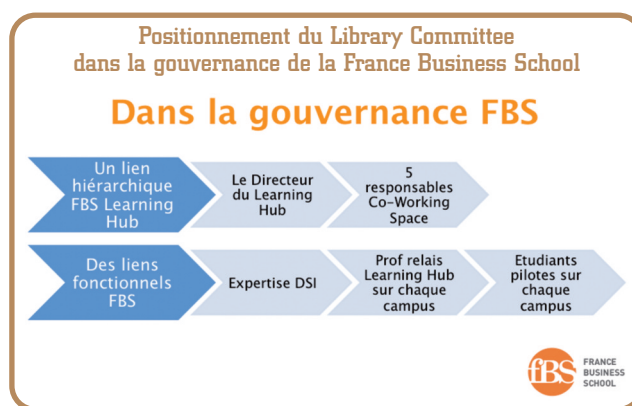 Positionnement du Library Committee
dans la gouvernance de la France Business School
Dans la gouvernance FBS
Un lien
hiérarchique
FBS Learning
Hub
Le Directeur
du Learning
Hub
5
responsables
Co-Working
Space
Des liens
fonctionnels
FBS
Expertise DSI
Prof relais
Learning Hub
sur chaque
campus
Etudiants
pilotes sur
chaque
campus
fBS
FRANCE
BUSINESS
SCHOOL